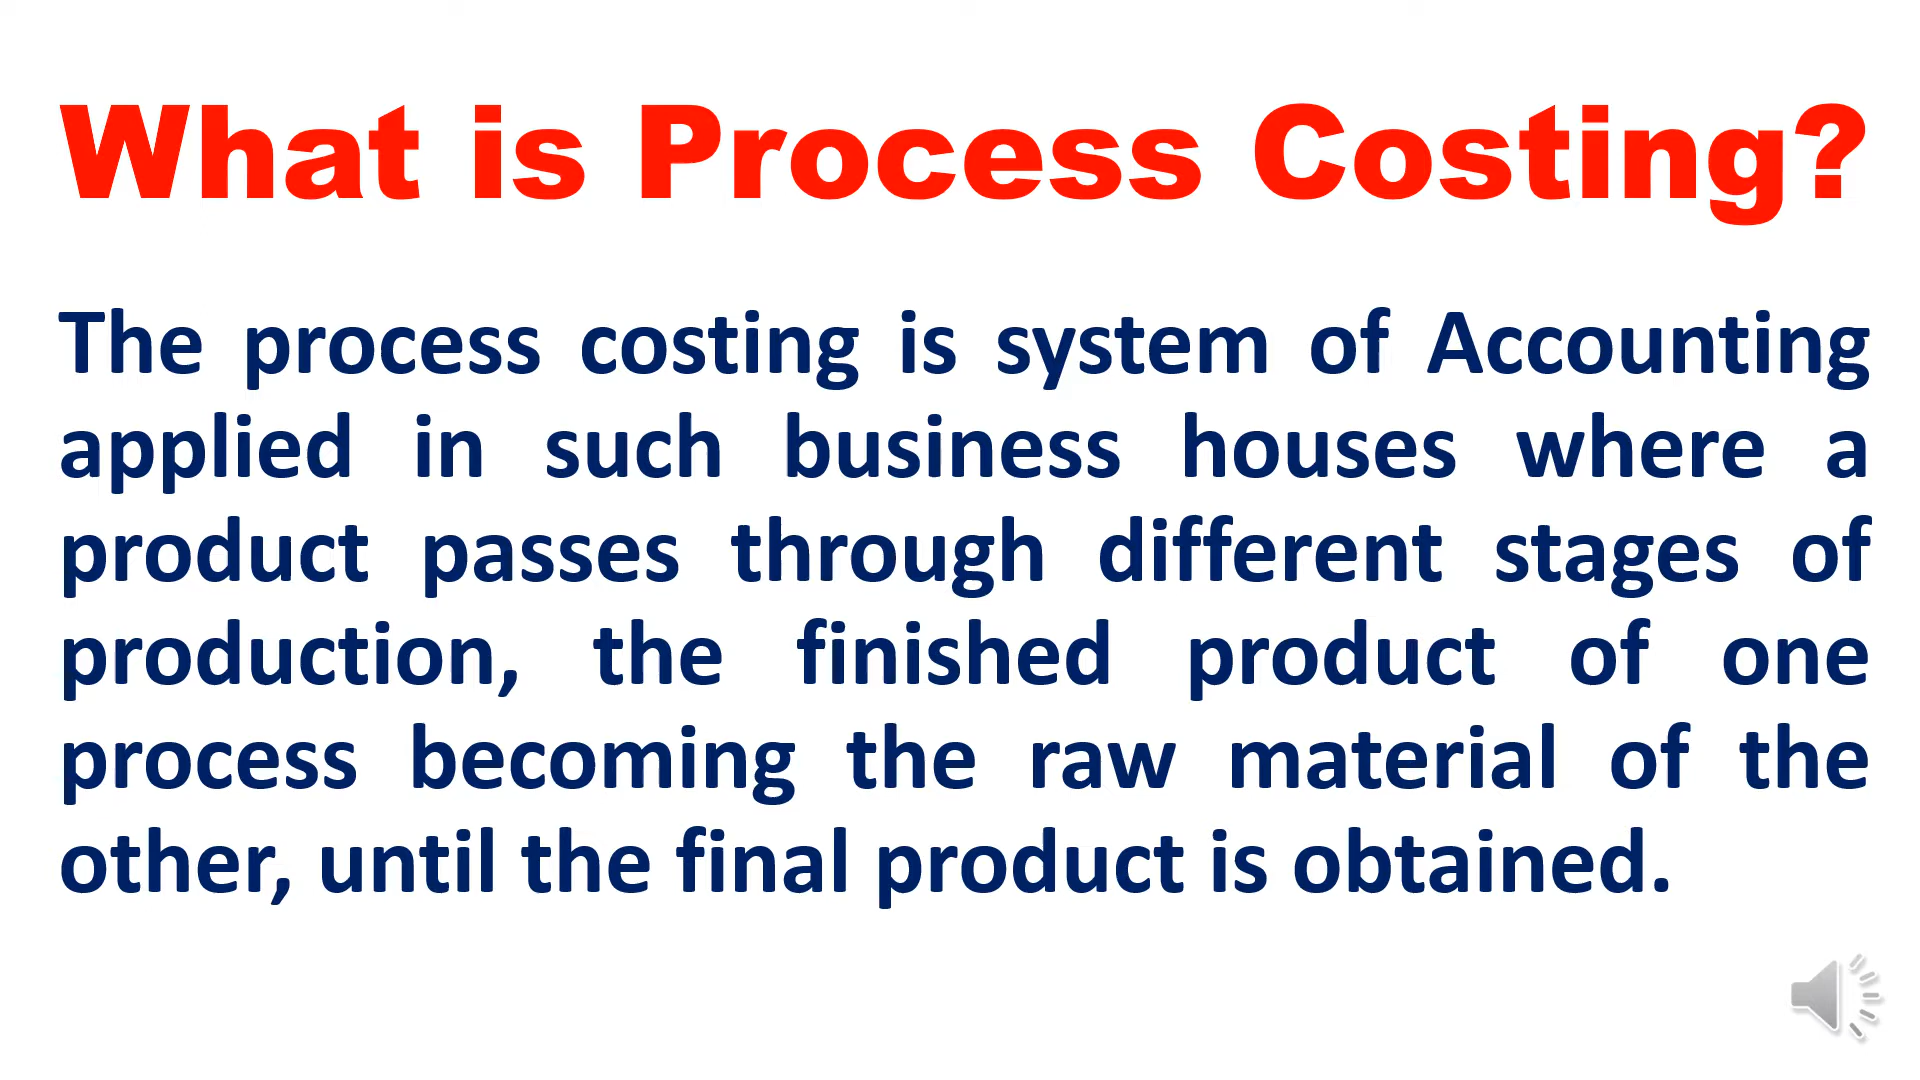 What is Process Costing?
The process costing is system of Accounting
applied in such business houses where a
product passes through different stages of
production, the finished product of one
process becoming the raw material of the
other, until the final product is obtained.